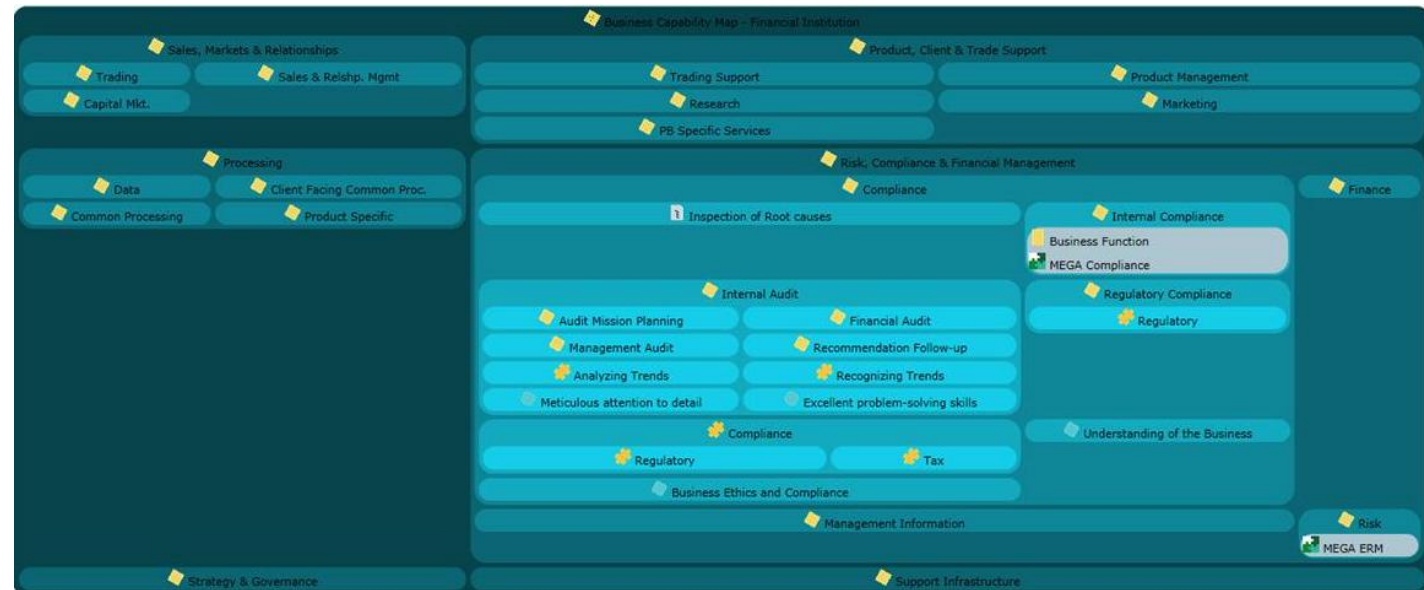 Business Capability Map - Financial Institution
Sales, Markets & Relationships
Trading
Sales & Relshp. Mgmt
Capital Mkt.
Product, Client & Trade Support
Trading Support
Product Management
Research
Marketing
PB Specific Services
Processing
Data
Client Facing Common Proc.
Common Processing
Product Specific
Risk, Compliance & Financial Management
Compliance
Finance
Inspection of Root causes
Internal Compliance
Business Function
MEGA Compliance
Internal Audit
Regulatory Compliance
Audit Mission Planning
Financial Audit
Regulatory
Management Audit
Recommendation Follow-up
Analyzing Trends
Recognizing Trends
Meticulous attention to detail
Excellent problem-solving skills
Compliance
Understanding of the Business
Regulatory
Tax
Business Ethics and Compliance
Management Information
Risk
MEGA ERM
Strategy & Governance
Support Infrastructure